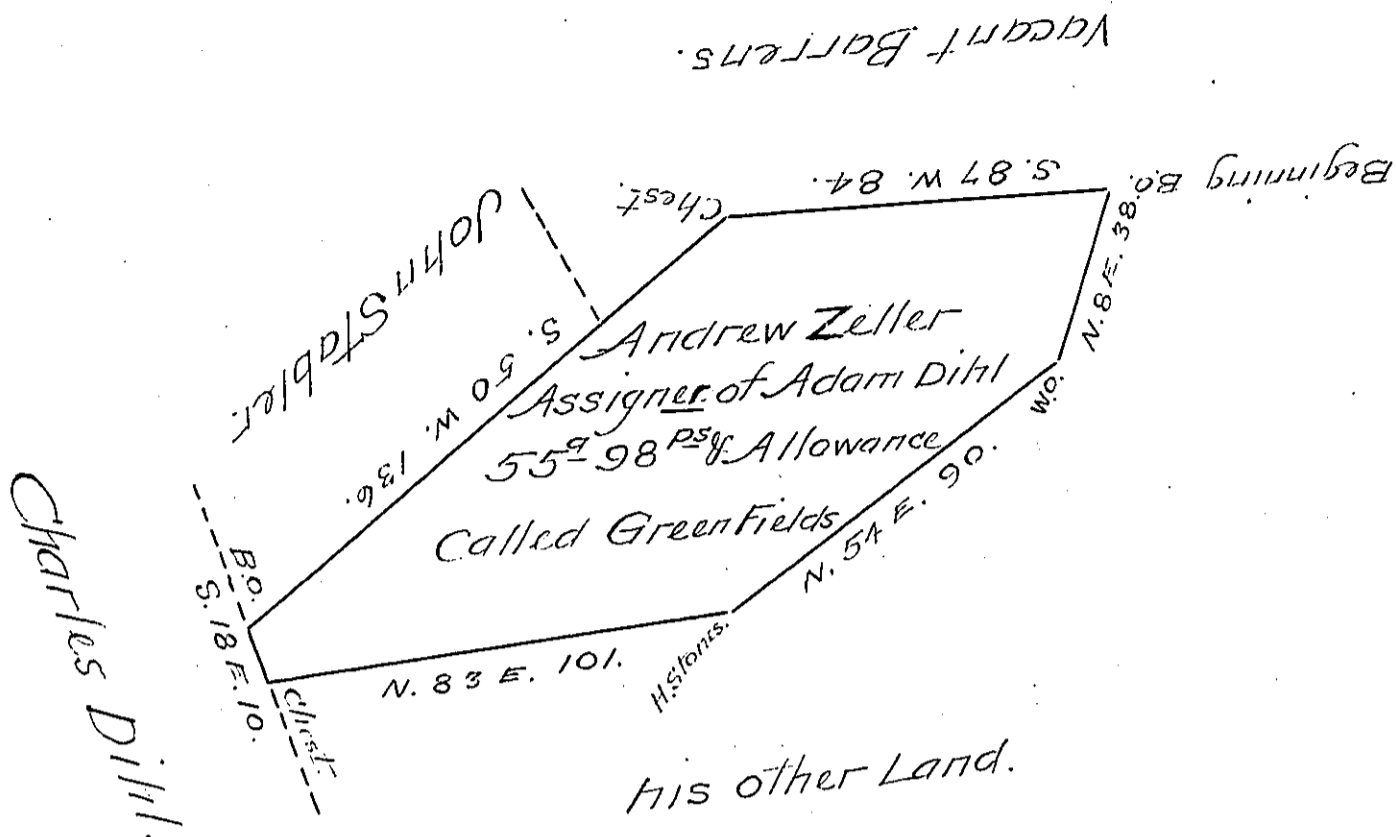 Vacant Barrens.
Beginning B.O.
S. 87 W. 84.
Chest.
John Stabler.
S. 50 W. 136.
N. 8 E. 38.
W.O.
Andrew Zeller
Assigner of Adam Dihl
55a 98ps & Allowance
Called Green Fields
N. 54 E. 90.
B.O.
S. 18 E. 10.
Chest.
N. 83 E. 101.
H. Stones.
Charles Dihl.
his other Land.